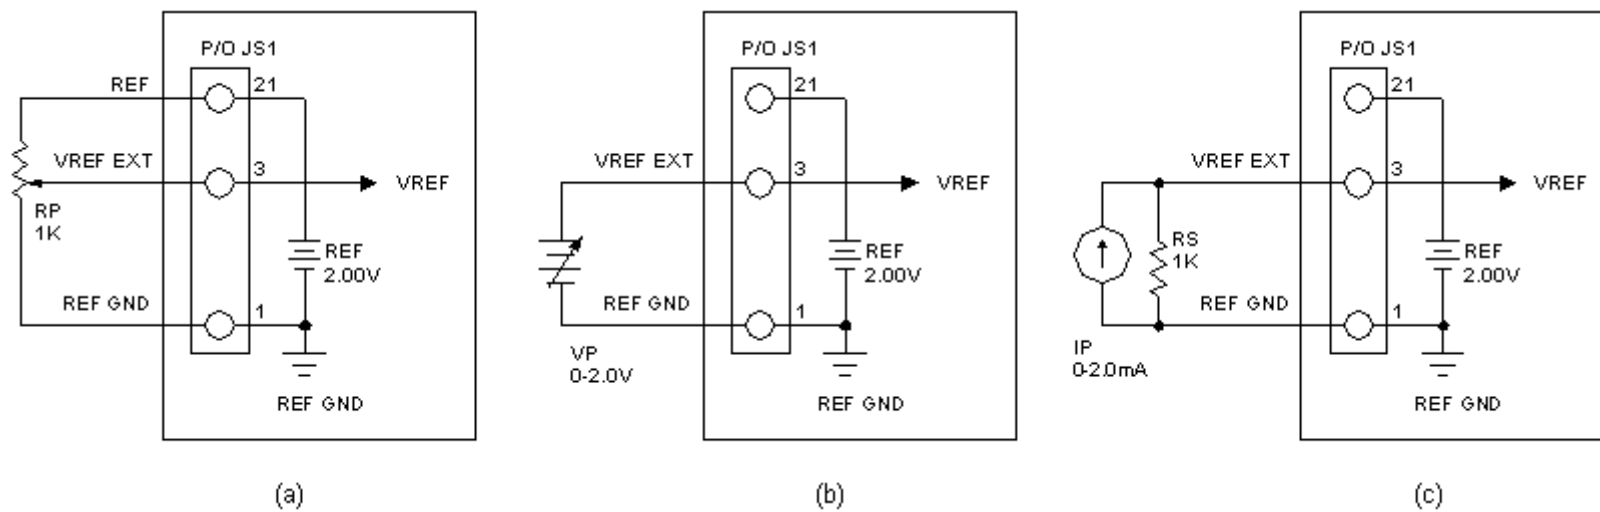 P/O JS1
REF
21
VREF EXT
3
VREF
RP
1K
REF
2.00V
REF GND
1
REF GND
(a)
P/O JS1
21
VREF EXT
3
VREF
REF
2.00V
REF GND
1
VP
0-2.0V
REF GND
(b)
P/O JS1
21
VREF EXT
3
VREF
RS
1K
REF
2.00V
REF GND
1
IP
0-2.0mA
REF GND
(c)